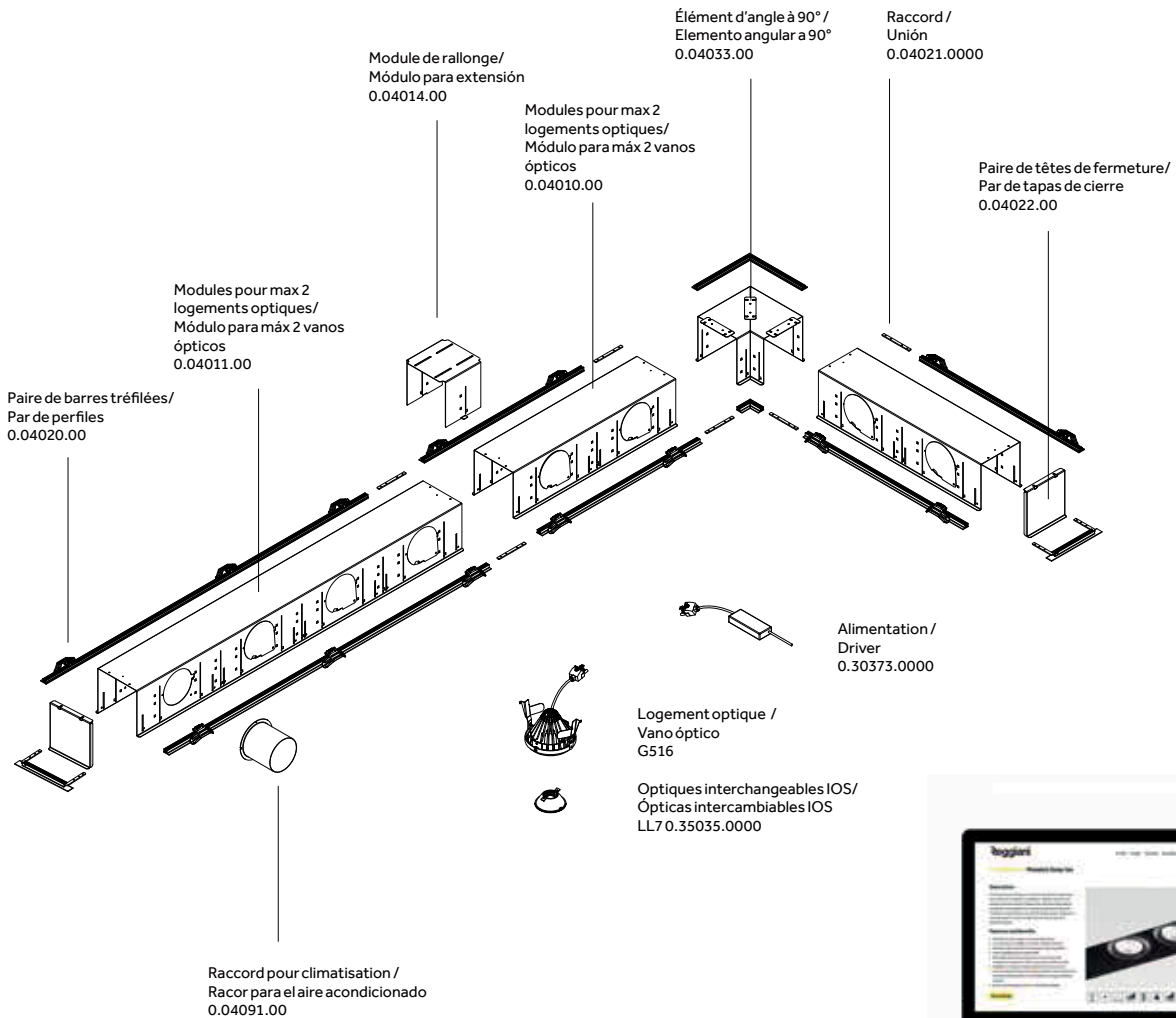 Élément d'angle à 90° /
Elemento angular a 90°
0.04033.00
Raccord /
Unión
0.04021.0000
Module de rallonge/
Módulo para extensión
0.04014.00
Modules pour max 2
logements optiques/
Módulo para máx 2 vanos
ópticos
0.04010.00
Paire de têtes de fermeture/
Par de tapas de cierre
0.04022.00
Modules pour max 2
logements optiques/
Módulo para máx 2 vanos
ópticos
0.04011.00
Paire de barres tréfilées/
Par de perfiles
0.04020.00
Alimentation /
Driver
0.30373.0000
Logement optique /
Vano óptico
G516
Optiques interchangeables IOS/
Ópticas intercambiables IOS
LL7 0.35035.0000
Raccord pour climatisation /
Racor para el aire acondicionado
0.04091.00
Reggiani